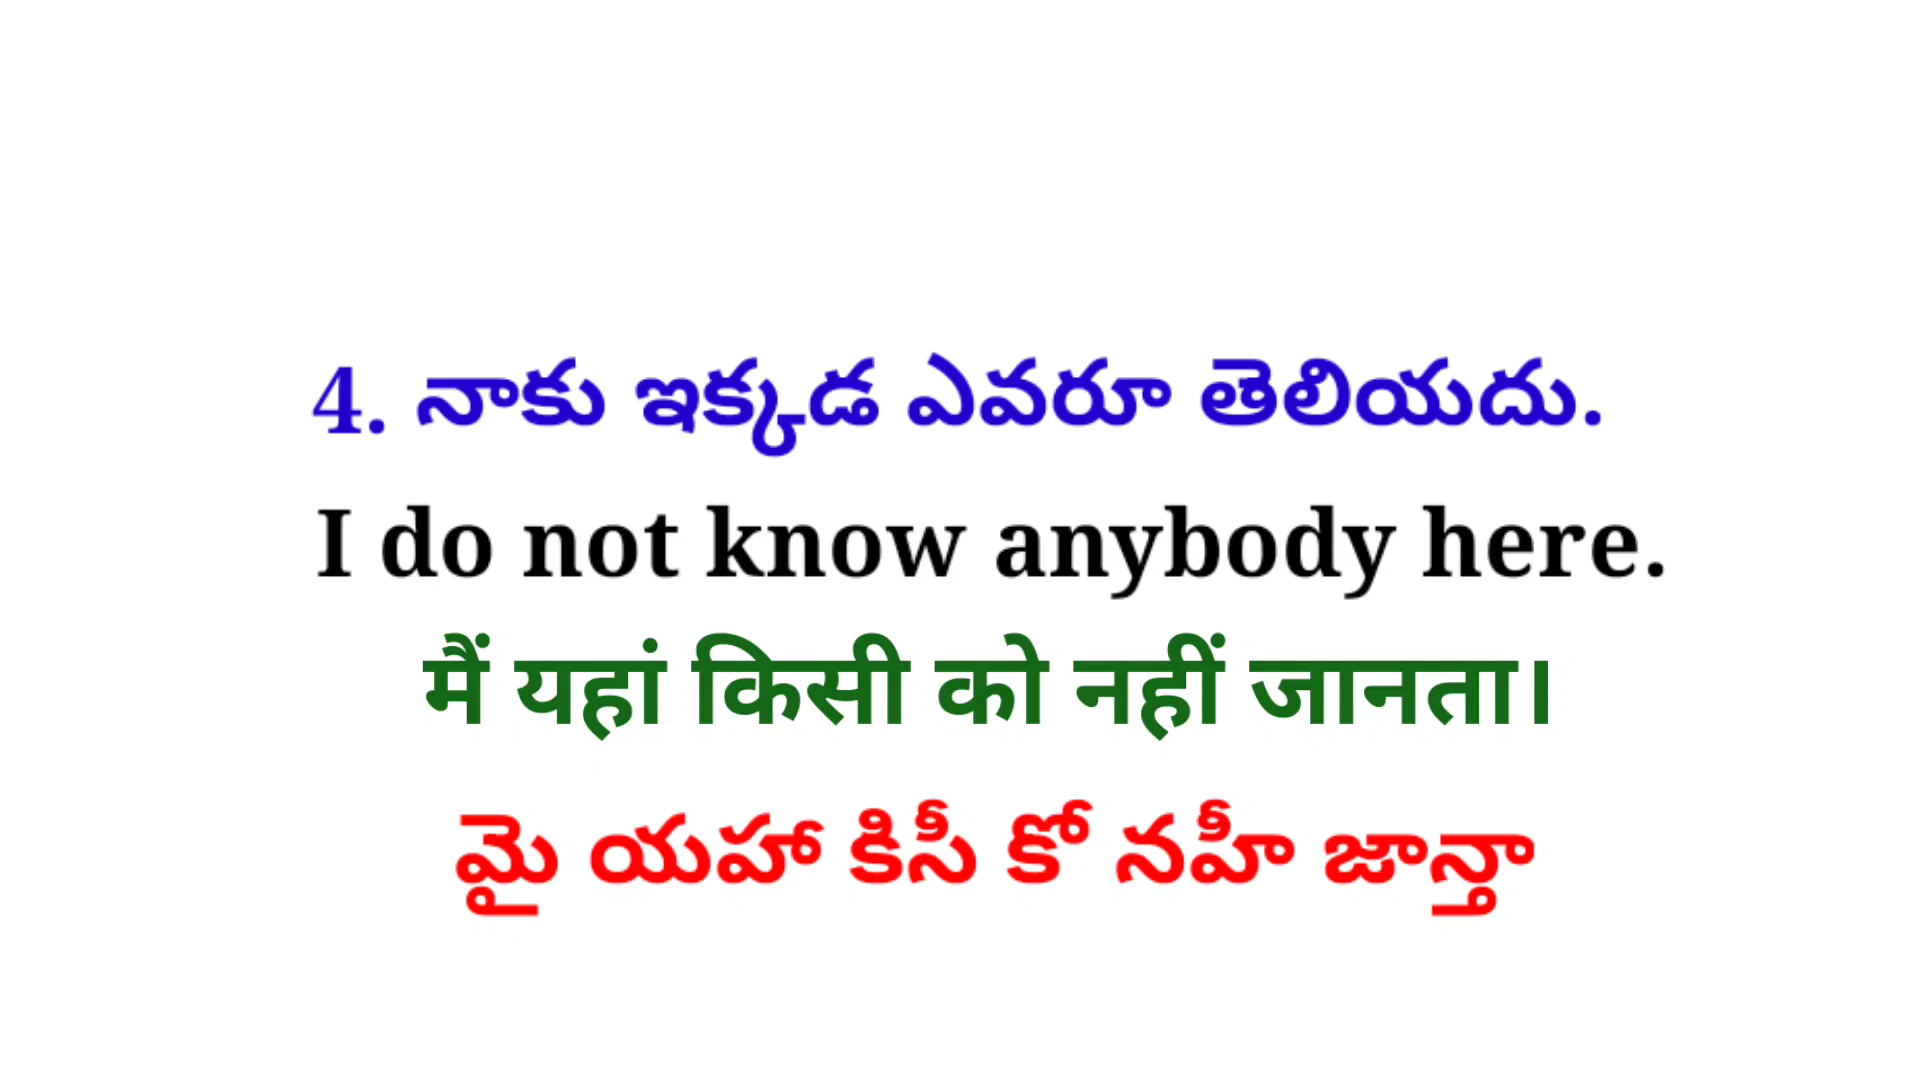 4. నాకు ఇక్కడ ఎవరూ తెలియదు.
I do not know anybody here.
मैं यहां किसी को नहीं जानता।
మై యహా కిసీ కో నహీ జాన్తా